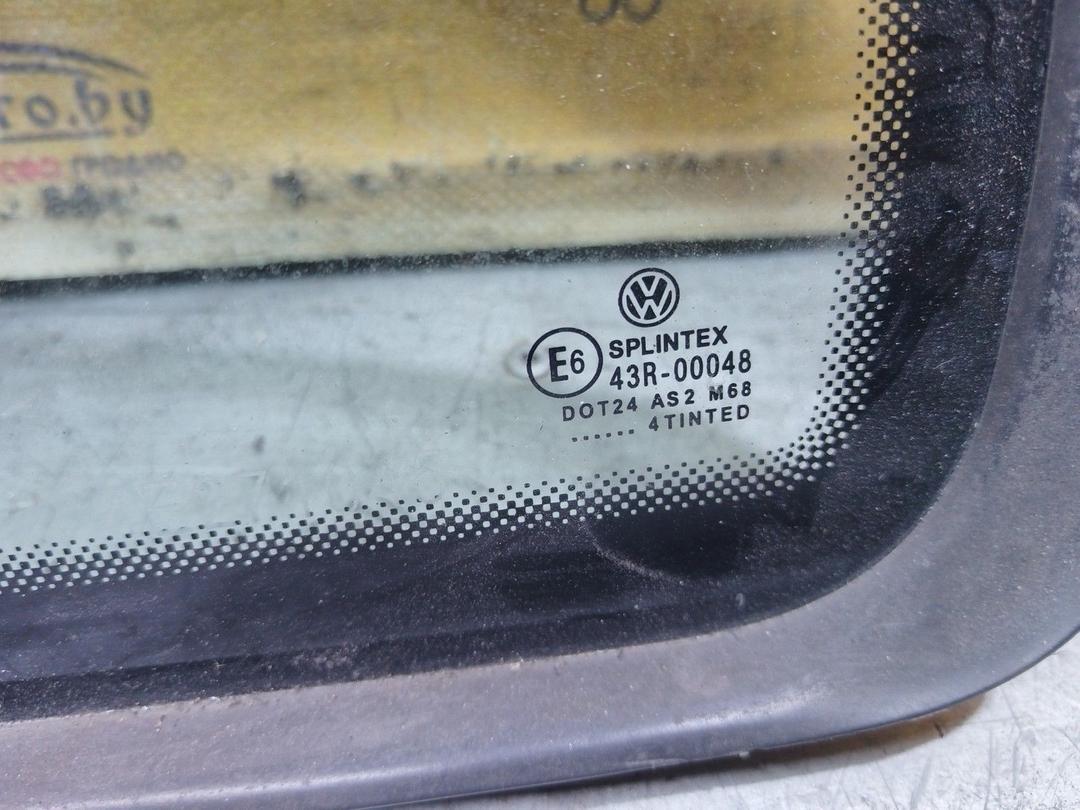 ro.by
SPLINTEX
E6
43R-00048
DOT24 AS2 M68
...... 4TINTED